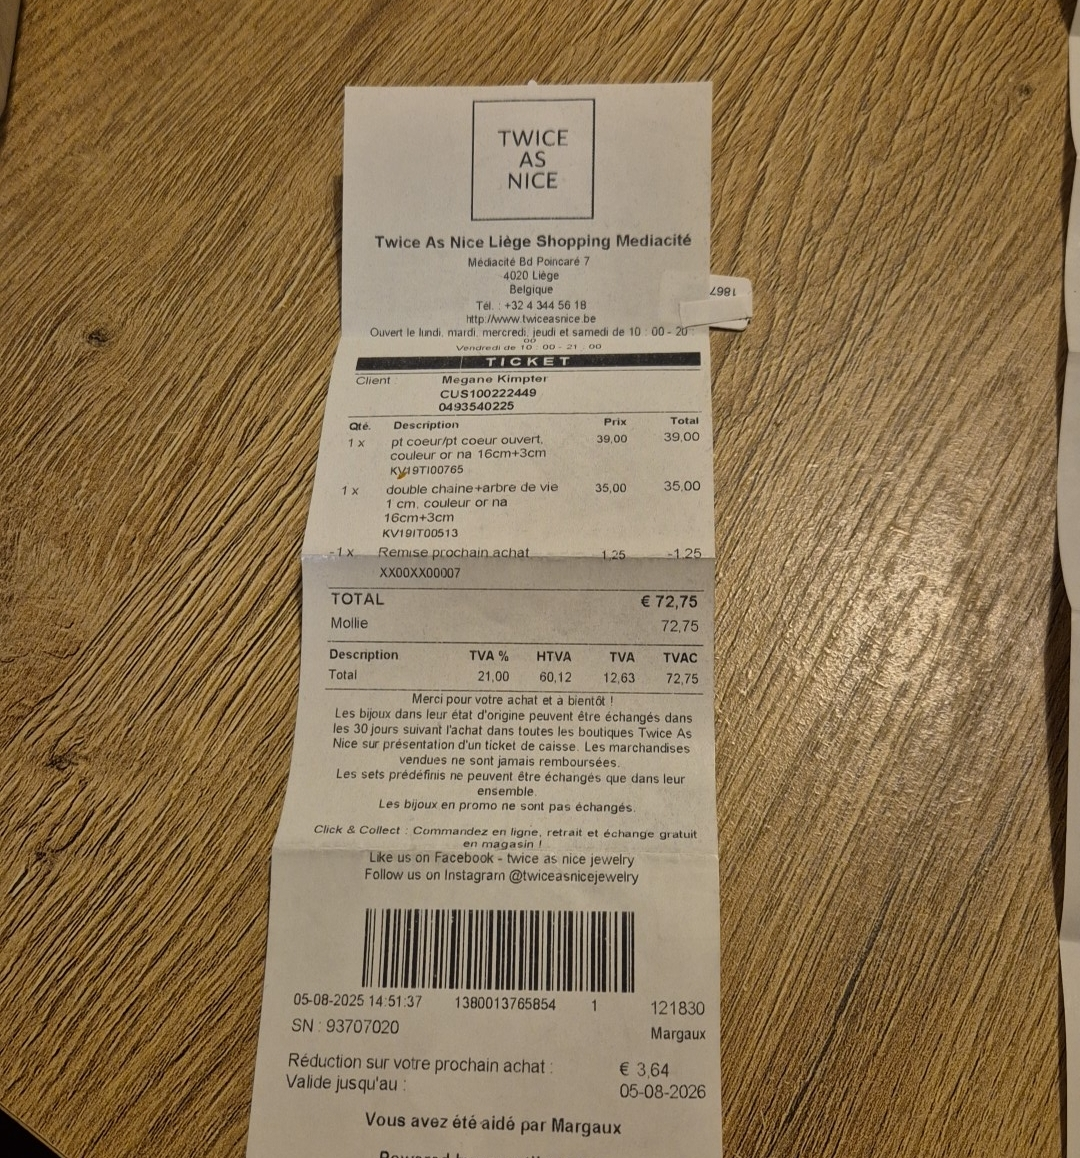 TWICE
AS
NICE
Twice As Nice Liège Shopping Mediacité
Médiacité Bd Poincaré 7
4020 Liège
Belgique
Tél. : +32 4 344 56 18
1867
http://www.twiceasnice.be
Ouvert le lundi, mardi, mercredi, jeudi et samedi de 10 : 00 - 20 :
00
Vendredi de 10 : 00 - 21 : 00
TICKET
Client : Megane Kimpter
CUS100222449
0493540225
Qté. Description Prix Total
1 x pt coeur/pt coeur ouvert, 39,00 39,00
couleur or na 16cm+3cm
KV19TI00765
1 x double chaine+arbre de vie 35,00 35,00
1 cm, couleur or na
16cm+3cm
KV19IT00513
-1 x Remise prochain achat 1,25 -1,25
XX00XX00007
TOTAL € 72,75
Mollie 72,75
Description TVA % HTVA TVA TVAC
Total 21,00 60,12 12,63 72,75
Merci pour votre achat et à bientôt !
Les bijoux dans leur état d'origine peuvent être échangés dans
les 30 jours suivant l'achat dans toutes les boutiques Twice As
Nice sur présentation d'un ticket de caisse. Les marchandises
vendues ne sont jamais remboursées.
Les sets prédéfinis ne peuvent être échangés que dans leur
ensemble.
Les bijoux en promo ne sont pas échangés.
Click & Collect : Commandez en ligne, retrait et échange gratuit
en magasin !
Like us on Facebook - twice as nice jewelry
Follow us on Instagram @twiceasnicejewelry
05-08-2025 14:51:37 1380013765854 1 121830
SN : 93707020 Margaux
Réduction sur votre prochain achat : € 3,64
Valide jusqu'au : 05-08-2026
Vous avez été aidé par Margaux